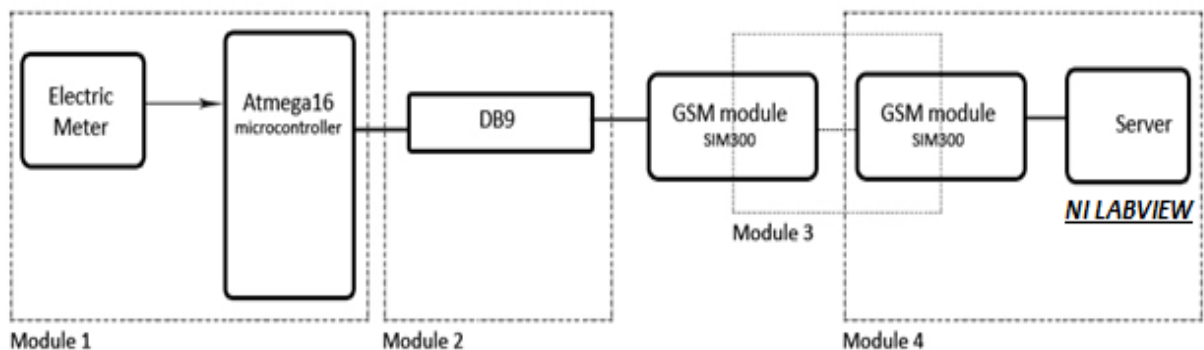 Electric
Meter
Atmega16
microcontroller
DB9
GSM module
SIM300
GSM module
SIM300
Server
NI LABVIEW
Module 3
Module 1
Module 2
Module 4